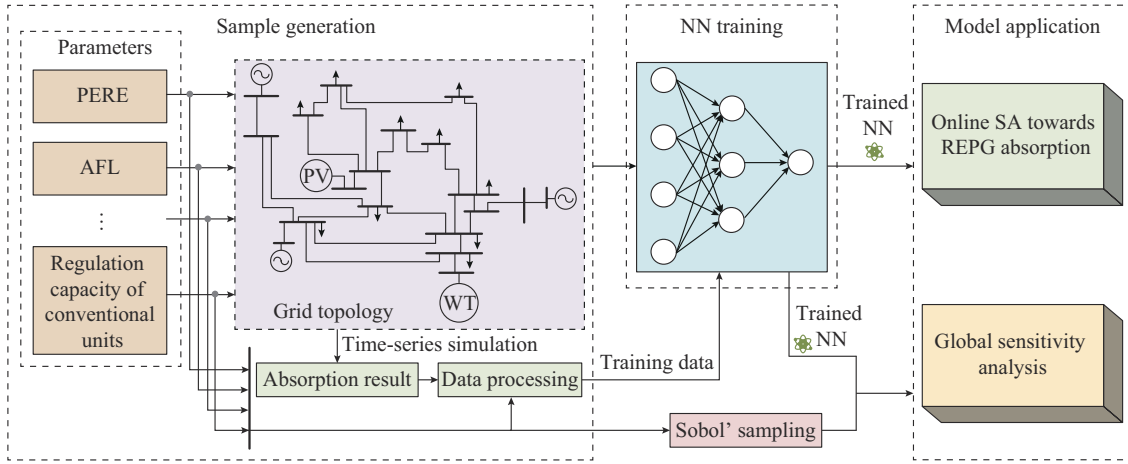 Sample generation
NN training
Model application
Parameters
PERE
AFL
⋮
Regulation
capacity of
conventional
units
PV
WT
Grid topology
Time-series simulation
Absorption result
Data processing
Training data
Sobol’ sampling
Trained
NN
Trained
NN
Online SA towards
REPG absorption
Global sensitivity
analysis